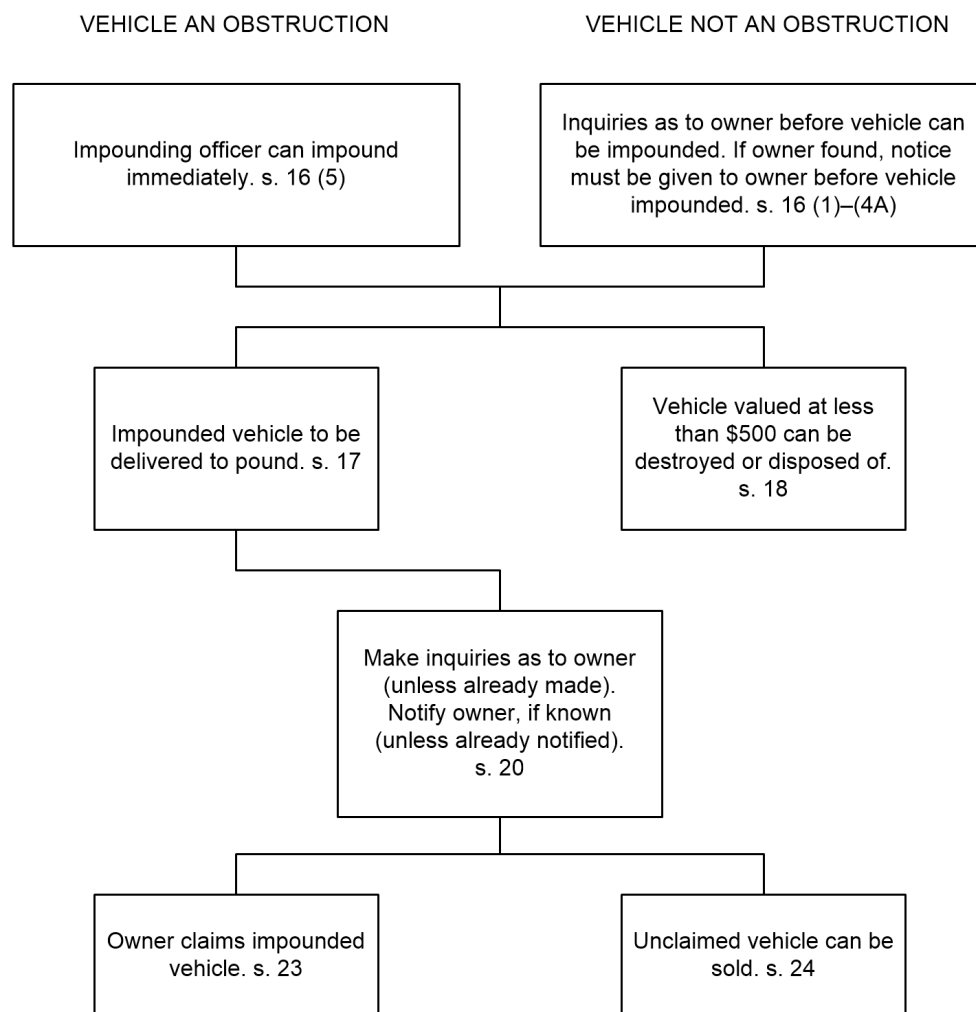 VEHICLE AN OBSTRUCTION
VEHICLE NOT AN OBSTRUCTION
Impounding officer can impound
immediately. s. 16 (5)
Inquiries as to owner before vehicle can
be impounded. If owner found, notice
must be given to owner before vehicle
impounded. s. 16 (1)–(4A)
Impounded vehicle to be
delivered to pound. s. 17
Vehicle valued at less
than $500 can be
destroyed or disposed of.
s. 18
Make inquiries as to owner
(unless already made).
Notify owner, if known
(unless already notified).
s. 20
Owner claims impounded
vehicle. s. 23
Unclaimed vehicle can be
sold. s. 24